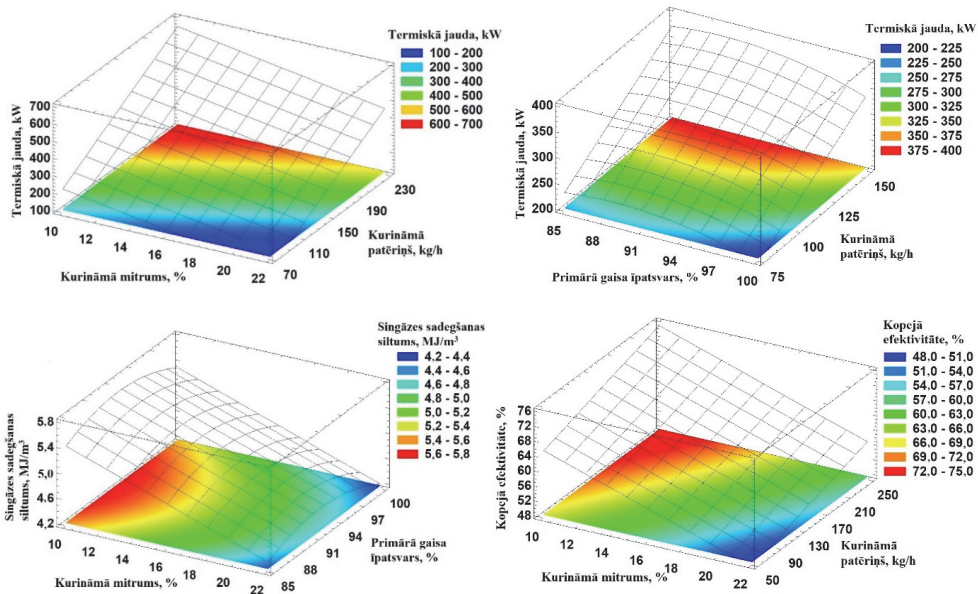 Termiskā jauda, kW
100 - 200
200 - 300
300 - 400
400 - 500
500 - 600
600 - 700
Termiskā jauda, kW
700
600
500
400
300
200
100
10
12
14
16
18
20
22
Kurināmā mitrums, %
70
110
150
190
230
Kurināmā
patēriņš, kg/h
Termiskā jauda, kW
200 - 225
225 - 250
250 - 275
275 - 300
300 - 325
325 - 350
350 - 375
375 - 400
Termiskā jauda, kW
400
350
300
250
200
85
88
91
94
97
100
Primārā gaisa īpatsvars, %
75
100
125
150
Kurināmā
patēriņš, kg/h
Singāzes sadegšanas
siltums, MJ/m³
4.2 - 4.4
4.4 - 4.6
4.6 - 4.8
4.8 - 5.0
5.0 - 5.2
5.2 - 5.4
5.4 - 5.6
5.6 - 5.8
Singāzes sadegšanas
siltums, MJ/m³
5.8
5.4
5,0
4.6
4,2
10
12
14
16
18
20
22
Kurināmā mitrums, %
85
88
91
94
97
100
Primārā gaisa
īpatsvars, %
Kopējā
efektivitāte, %
48.0 - 51,0
51.0 - 54,0
54.0 - 57,0
57.0 - 60,0
60.0 - 63,0
63.0 - 66,0
66.0 - 69,0
69.0 - 72,0
72.0 - 75,0
Kopējā efektivitāte, %
76
72
68
64
60
56
52
48
10
12
14
16
18
20
22
Kurināmā mitrums, %
50
90
130
170
210
250
Kurināmā
patēriņš, kg/h